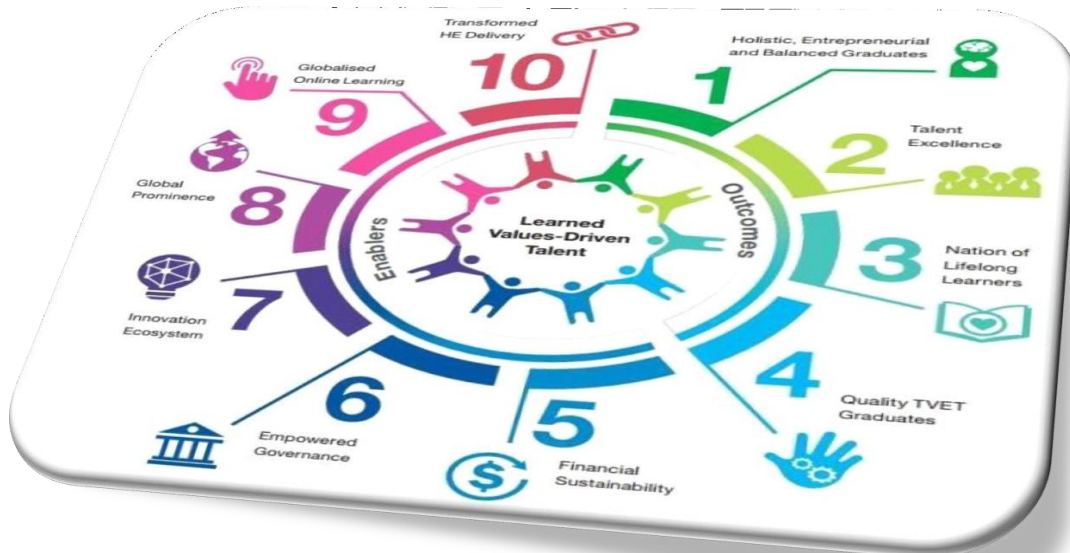 1
Holistic, Entrepreneurial
and Balanced Graduates
2
Talent
Excellence
3
Nation of
Lifelong
Learners
4
Quality TVET
Graduates
5
Financial
Sustainability
$
6
Empowered
Governance
7
Innovation
Ecosystem
8
Global
Prominence
9
Globalised
Online Learning
10
Transformed
HE Delivery
Enablers
Outcomes
Learned
Values-Driven
Talent